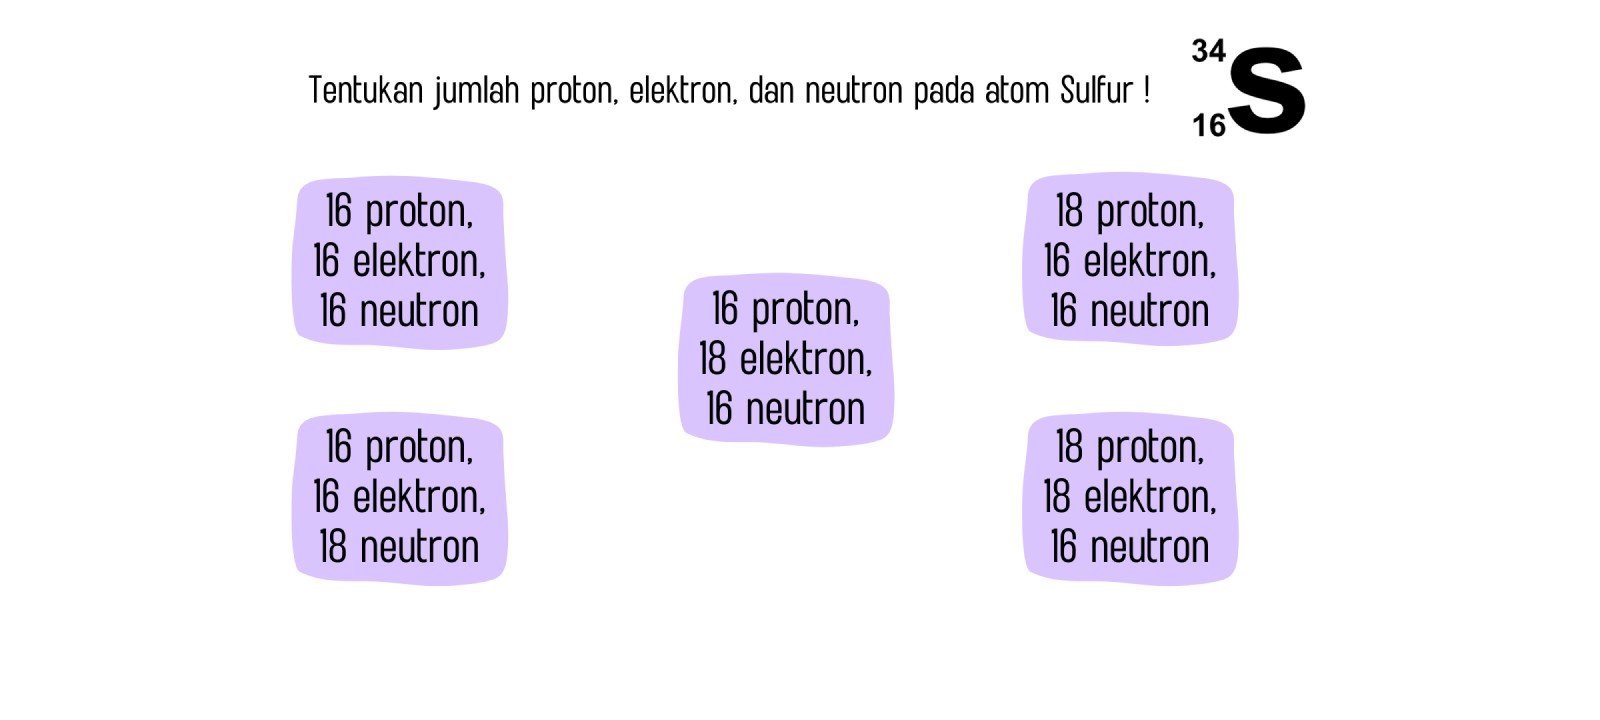 Tentukan jumlah proton, elektron, dan neutron pada atom Sulfur !
34
16
S
16 proton,
16 elektron,
16 neutron
18 proton,
16 elektron,
16 neutron
16 proton,
18 elektron,
16 neutron
16 proton,
16 elektron,
18 neutron
18 proton,
18 elektron,
16 neutron